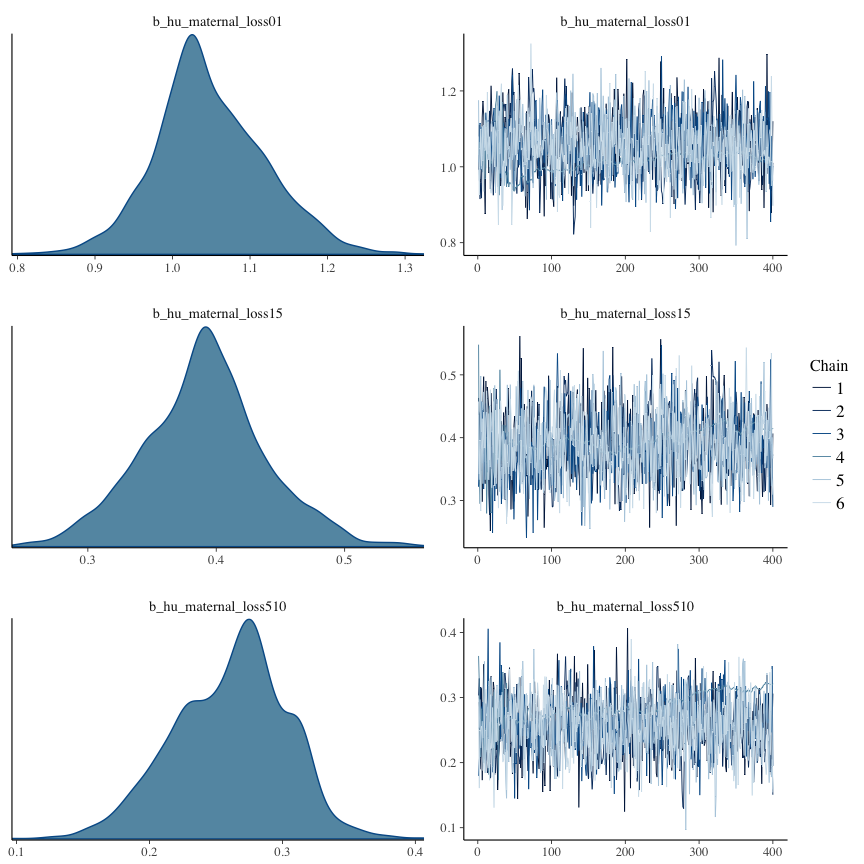 b_hu_maternal_loss01
b_hu_maternal_loss01
1.2
1.0
0.8
0.8 0.9 1.0 1.1 1.2 1.3
0 100 200 300 400
b_hu_maternal_loss15
b_hu_maternal_loss15
0.5
0.4
0.3
0.3 0.4 0.5
0 100 200 300 400
Chain
1
2
3
4
5
6
b_hu_maternal_loss510
b_hu_maternal_loss510
0.4
0.3
0.2
0.1
0.1 0.2 0.3 0.4
0 100 200 300 400